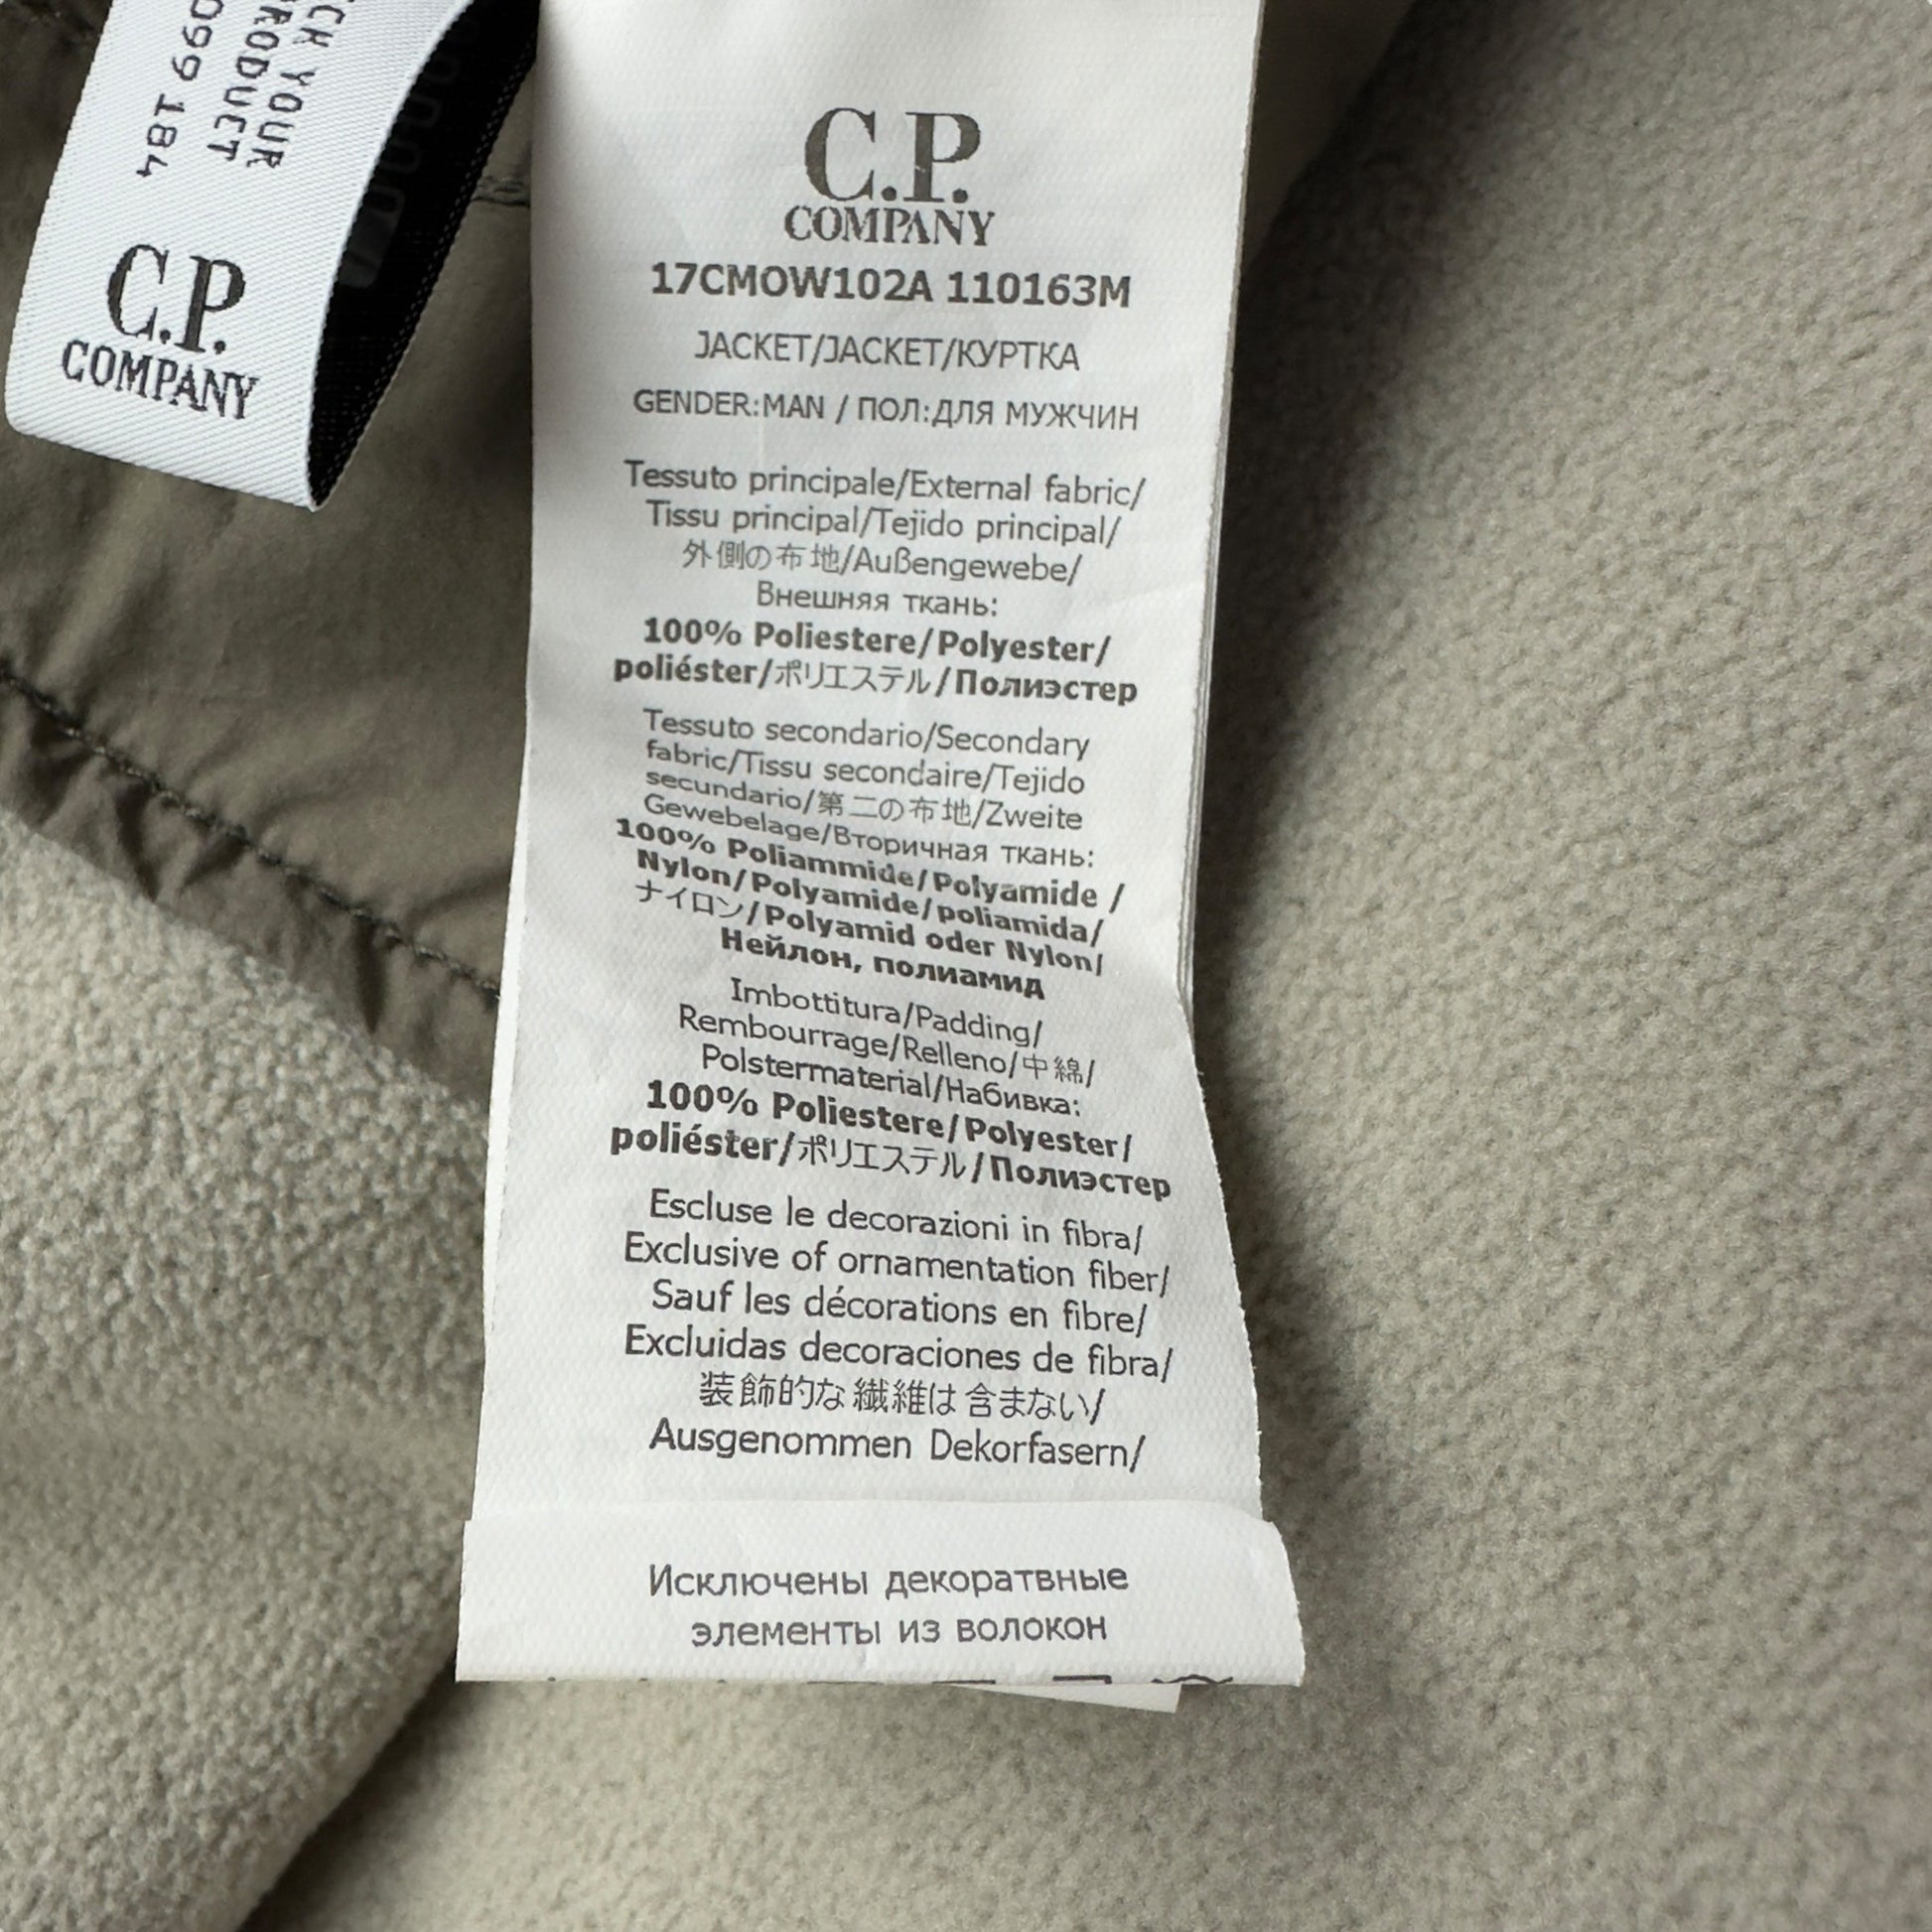 YOUR
PRODUCT
099 184
C.P.
COMPANY
C.P.
COMPANY
17CMOW102A 110163M
JACKET/JACKET/КУРТКА
GENDER:MAN / ПОЛ:ДЛЯ МУЖЧИН
Tessuto principale/External fabric/
Tissu principal/Tejido principal/
外側の布地/Außengewebe/
Внешняя ткань:
100% Poliestere/Polyester/
poliéster/ポリエステル/Полиэстер
Tessuto secondario/Secondary
fabric/Tissu secondaire/Tejido
secundario/第二の布地/Zweite
Gewebelage/Вторичная ткань:
100% Poliammide/Polyamide /
Nylon/Polyamide/poliamida/
ナイロン/Polyamid oder Nylon/
Нейлон, полиамид
Imbottitura/Padding/
Rembourrage/Relleno/中綿/
Polstermaterial/Набивка:
100% Poliestere/Polyester/
poliéster/ポリエステル/Полиэстер
Escluse le decorazioni in fibra/
Exclusive of ornamentation fiber/
Sauf les décorations en fibre/
Excluidas decoraciones de fibra/
装飾的な繊維は含まない/
Ausgenommen Dekorfasern/
Исключены декоратвные
элементы из волокон